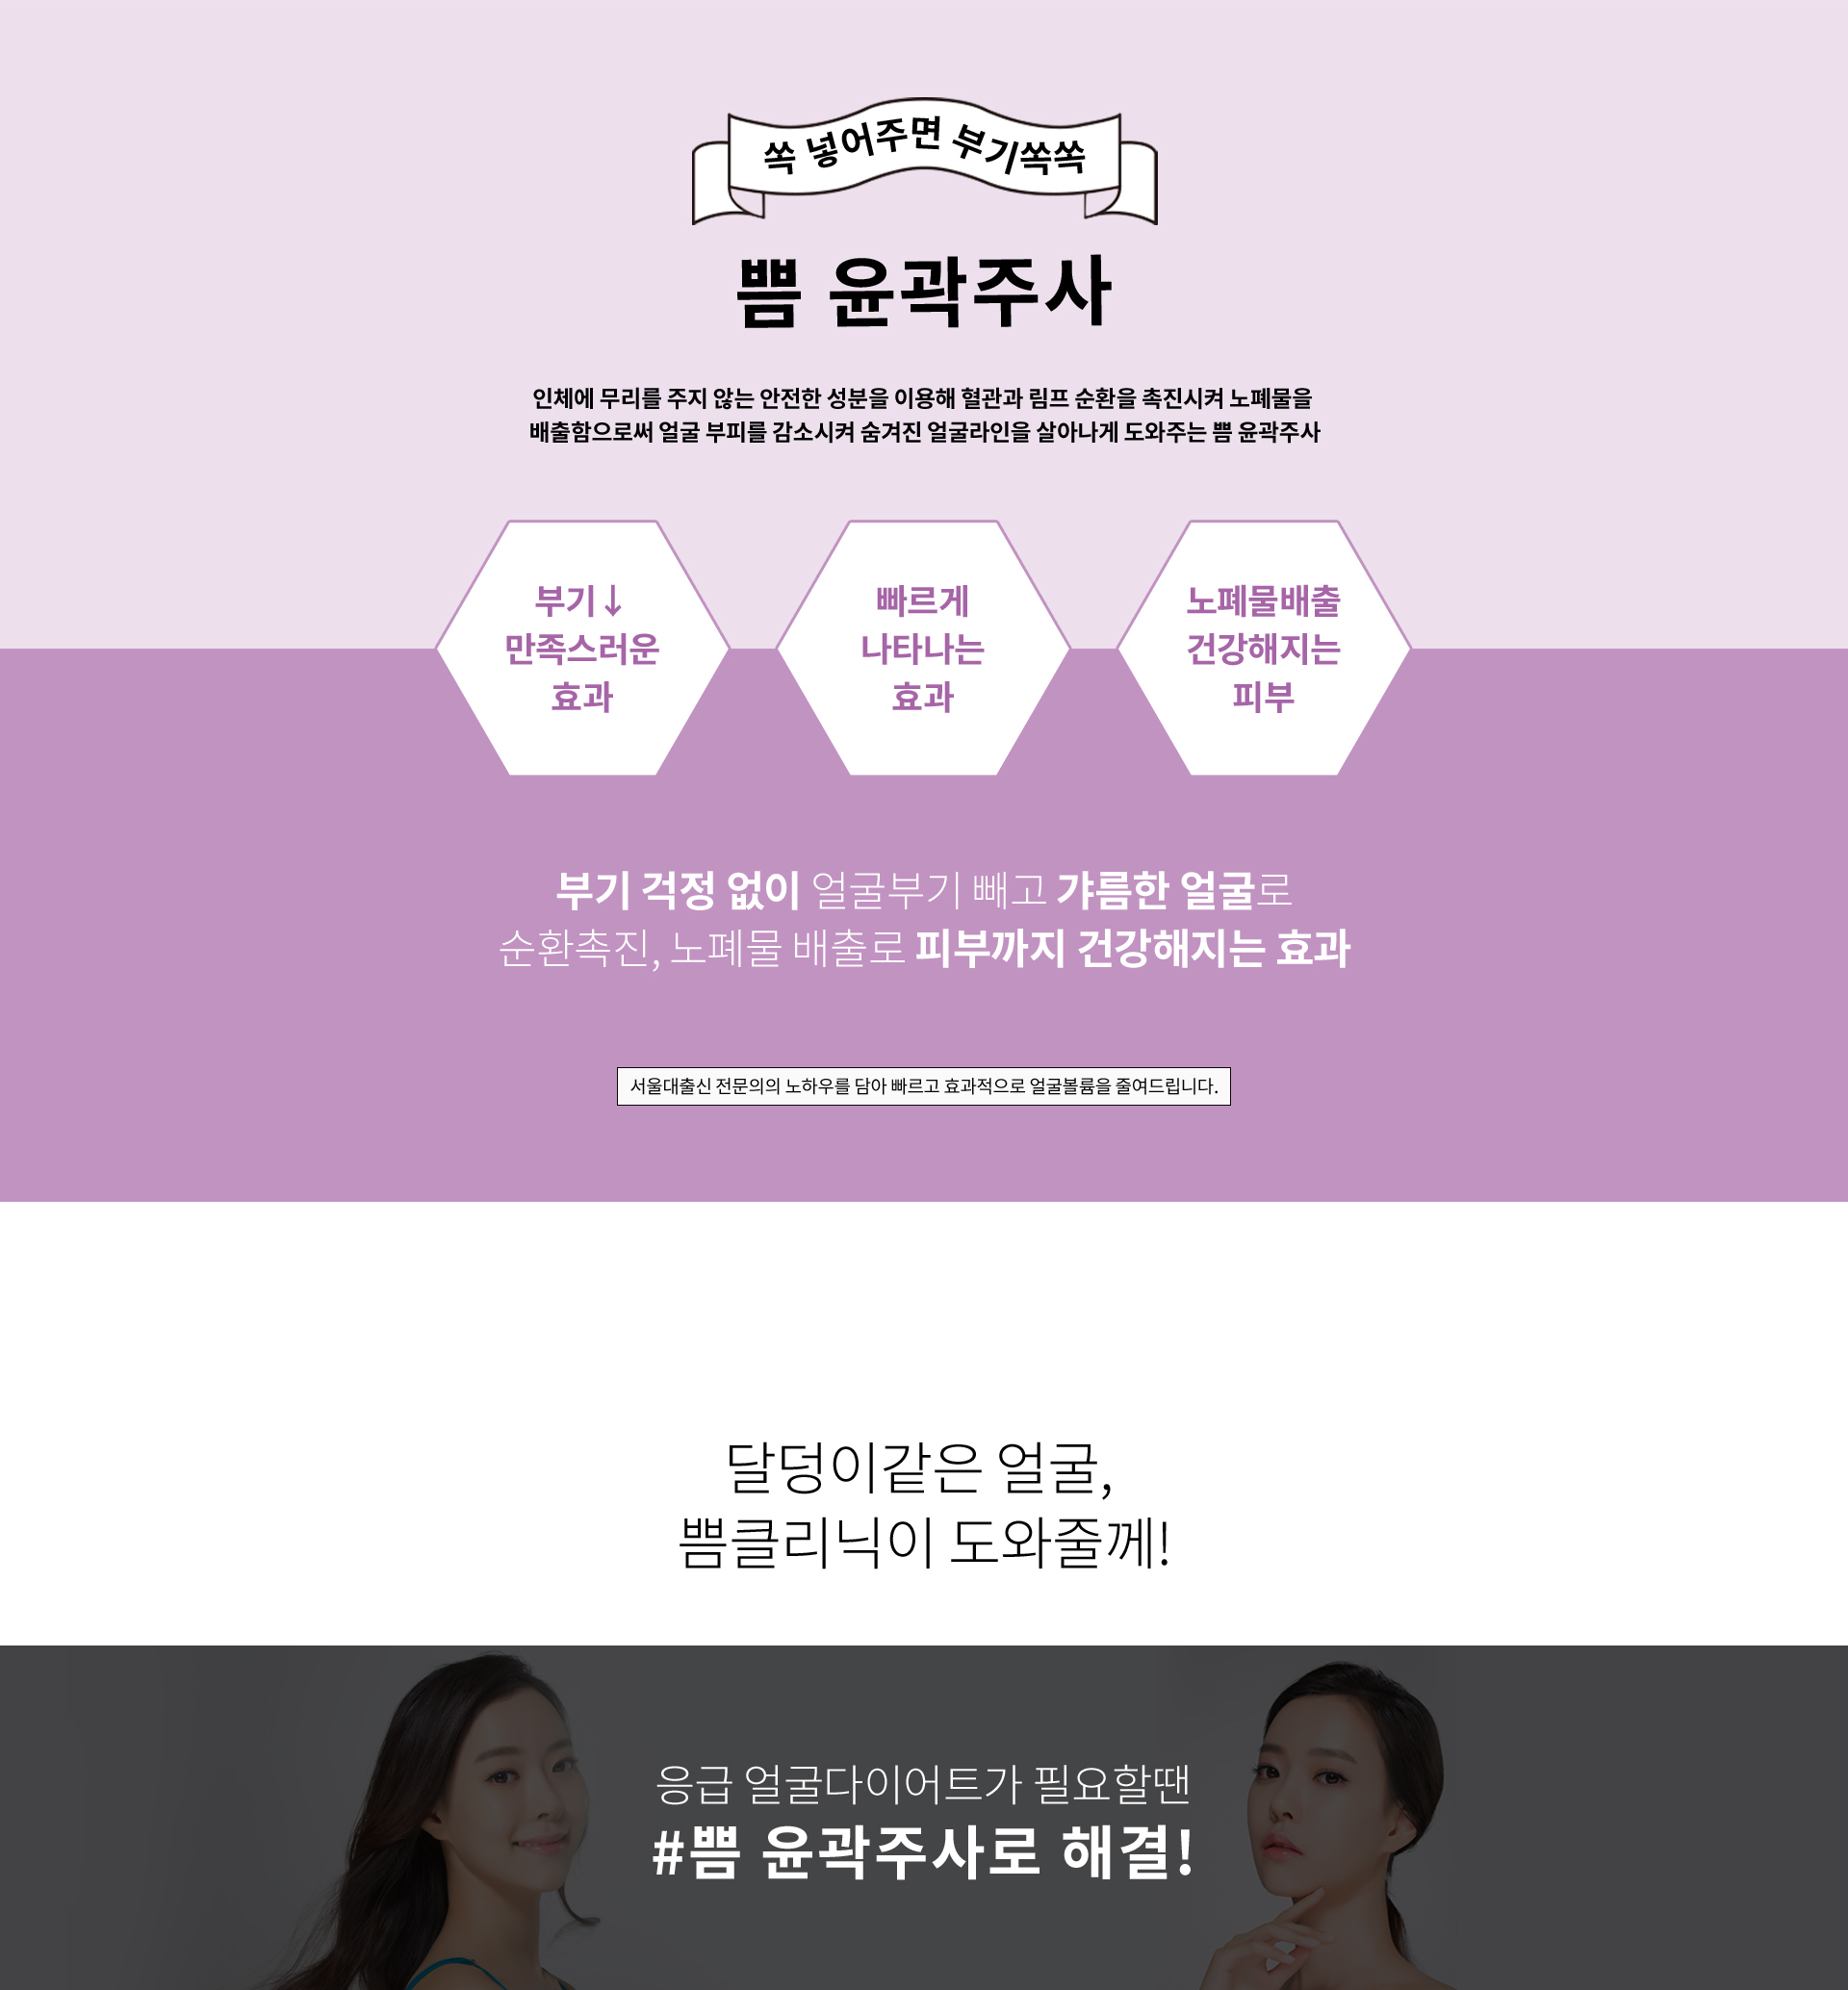 쏙 넣어주면 부기쏙쏙
쁨 윤곽주사
인체에 무리를 주지 않는 안전한 성분을 이용해 혈관과 림프 순환을 촉진시켜 노폐물을
배출함으로써 얼굴 부피를 감소시켜 숨겨진 얼굴라인을 살아나게 도와주는 쁨 윤곽주사
부기↓
만족스러운
효과
빠르게
나타나는
효과
노폐물배출
건강해지는
피부
부기 걱정 없이 얼굴부기 빼고 갸름한 얼굴로
순환촉진, 노폐물 배출로 피부까지 건강해지는 효과
서울대출신 전문의의 노하우를 담아 빠르고 효과적으로 얼굴볼륨을 줄여드립니다.
달덩이같은 얼굴,
쁨클리닉이 도와줄께!
응급 얼굴다이어트가 필요할땐
#쁨 윤곽주사로 해결!